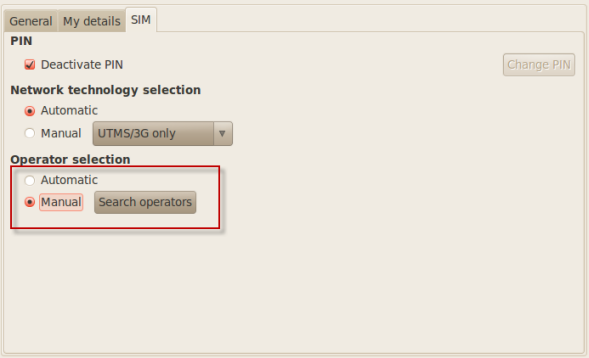 General My details SIM
PIN
Deactivate PIN Change PIN
Network technology selection
Automatic
Manual UTMS/3G only
Operator selection
Automatic
Manual Search operators